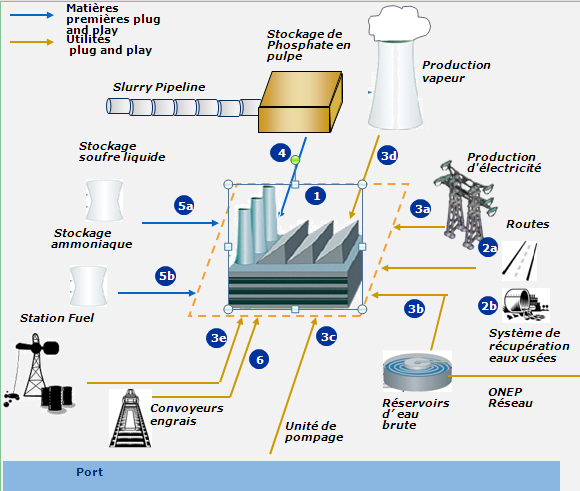 Matières
premières plug
and play
Utilités
plug and play
Stockage de
Phosphate en
pulpe
Production
vapeur
Slurry Pipeline
Stockage
soufre liquide
4
3d
Production
d'électricité
1
5a
3a
Routes
Stockage
ammoniaque
2a
5b
2b
3b
Station Fuel
3e
6
3c
Système de
récupération
eaux usées
Convoyeurs
engrais
Unité de
pompage
Réservoirs
d' eau
brute
ONEP
Réseau
Port